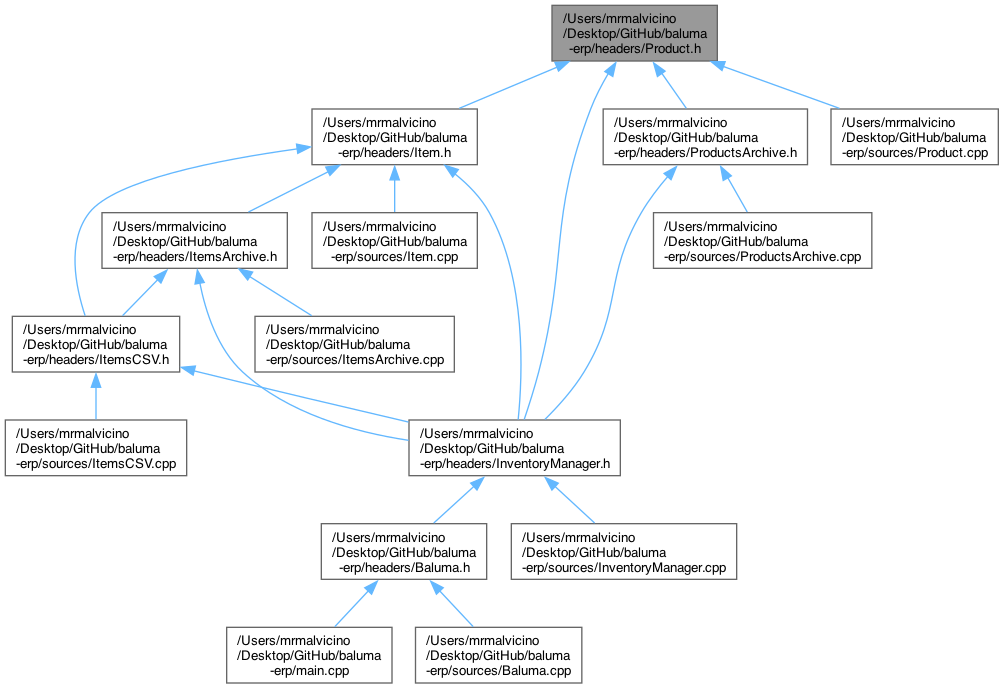 /Users/mrmalvicino
/Desktop/GitHub/baluma
-erp/headers/Product.h
/Users/mrmalvicino
/Desktop/GitHub/baluma
-erp/headers/Item.h
/Users/mrmalvicino
/Desktop/GitHub/baluma
-erp/headers/ProductsArchive.h
/Users/mrmalvicino
/Desktop/GitHub/baluma
-erp/sources/Product.cpp
/Users/mrmalvicino
/Desktop/GitHub/baluma
-erp/headers/ItemsArchive.h
/Users/mrmalvicino
/Desktop/GitHub/baluma
-erp/sources/Item.cpp
/Users/mrmalvicino
/Desktop/GitHub/baluma
-erp/sources/ProductsArchive.cpp
/Users/mrmalvicino
/Desktop/GitHub/baluma
-erp/headers/ItemsCSV.h
/Users/mrmalvicino
/Desktop/GitHub/baluma
-erp/sources/ItemsArchive.cpp
/Users/mrmalvicino
/Desktop/GitHub/baluma
-erp/sources/ItemsCSV.cpp
/Users/mrmalvicino
/Desktop/GitHub/baluma
-erp/headers/InventoryManager.h
/Users/mrmalvicino
/Desktop/GitHub/baluma
-erp/headers/Baluma.h
/Users/mrmalvicino
/Desktop/GitHub/baluma
-erp/sources/InventoryManager.cpp
/Users/mrmalvicino
/Desktop/GitHub/baluma
-erp/main.cpp
/Users/mrmalvicino
/Desktop/GitHub/baluma
-erp/sources/Baluma.cpp